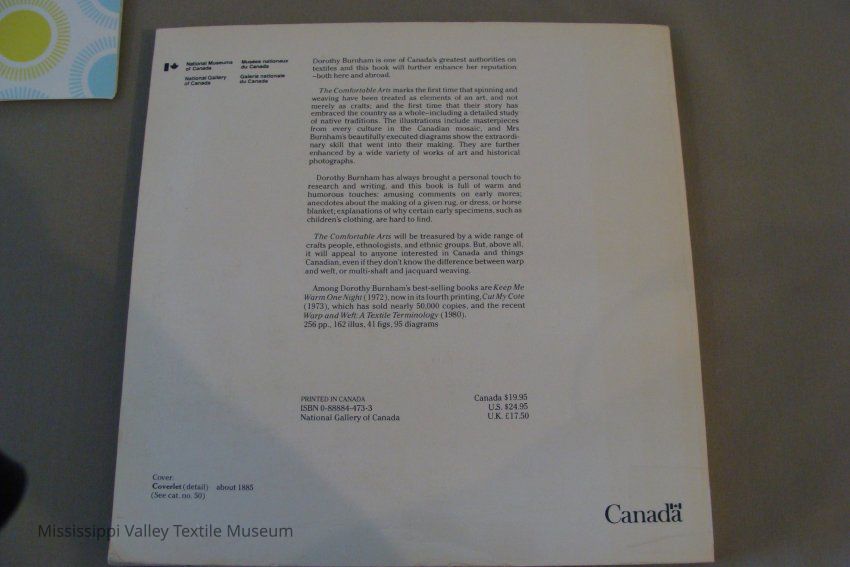 National Museums
of Canada
Musées nationaux
du Canada
National Gallery
of Canada
Galerie nationale
du Canada
Dorothy Burnham is one of Canada's greatest authorities on
textiles and this book will further enhance her reputation
–both here and abroad.
The Comfortable Arts marks the first time that spinning and
weaving have been treated as elements of an art, and not
merely as crafts; and the first time that their story has
embraced the country as a whole–including a detailed study
of native traditions. The illustrations include masterpieces
from every culture in the Canadian mosaic, and Mrs
Burnham's beautifully executed diagrams show the extraordi-
nary skill that went into their making. They are further
enhanced by a wide variety of works of art and historical
photographs.
Dorothy Burnham has always brought a personal touch to
research and writing, and this book is full of warm and
humorous touches: amusing comments on early mores;
anecdotes about the making of a given rug, or dress, or horse
blanket; explanations of why certain early specimens, such as
children's clothing, are hard to find.
The Comfortable Arts will be treasured by a wide range of
crafts people, ethnologists, and ethnic groups. But, above all,
it will appeal to anyone interested in Canada and things
Canadian, even if they don't know the difference between warp
and weft, or multi-shaft and jacquard weaving.
Among Dorothy Burnham's best-selling books are Keep Me
Warm One Night (1972), now in its fourth printing, Cut My Cote
(1973), which has sold nearly 50,000 copies, and the recent
Warp and Weft: A Textile Terminology (1980).
256 pp., 162 illus, 41 figs, 95 diagrams
PRINTED IN CANADA
ISBN 0-88884-473-3
National Gallery of Canada
Canada $19.95
U.S. $24.95
U.K. £17.50
Cover:
Coverlet (detail) about 1885
(See cat. no. 50)
Canada
Mississippi Valley Textile Museum